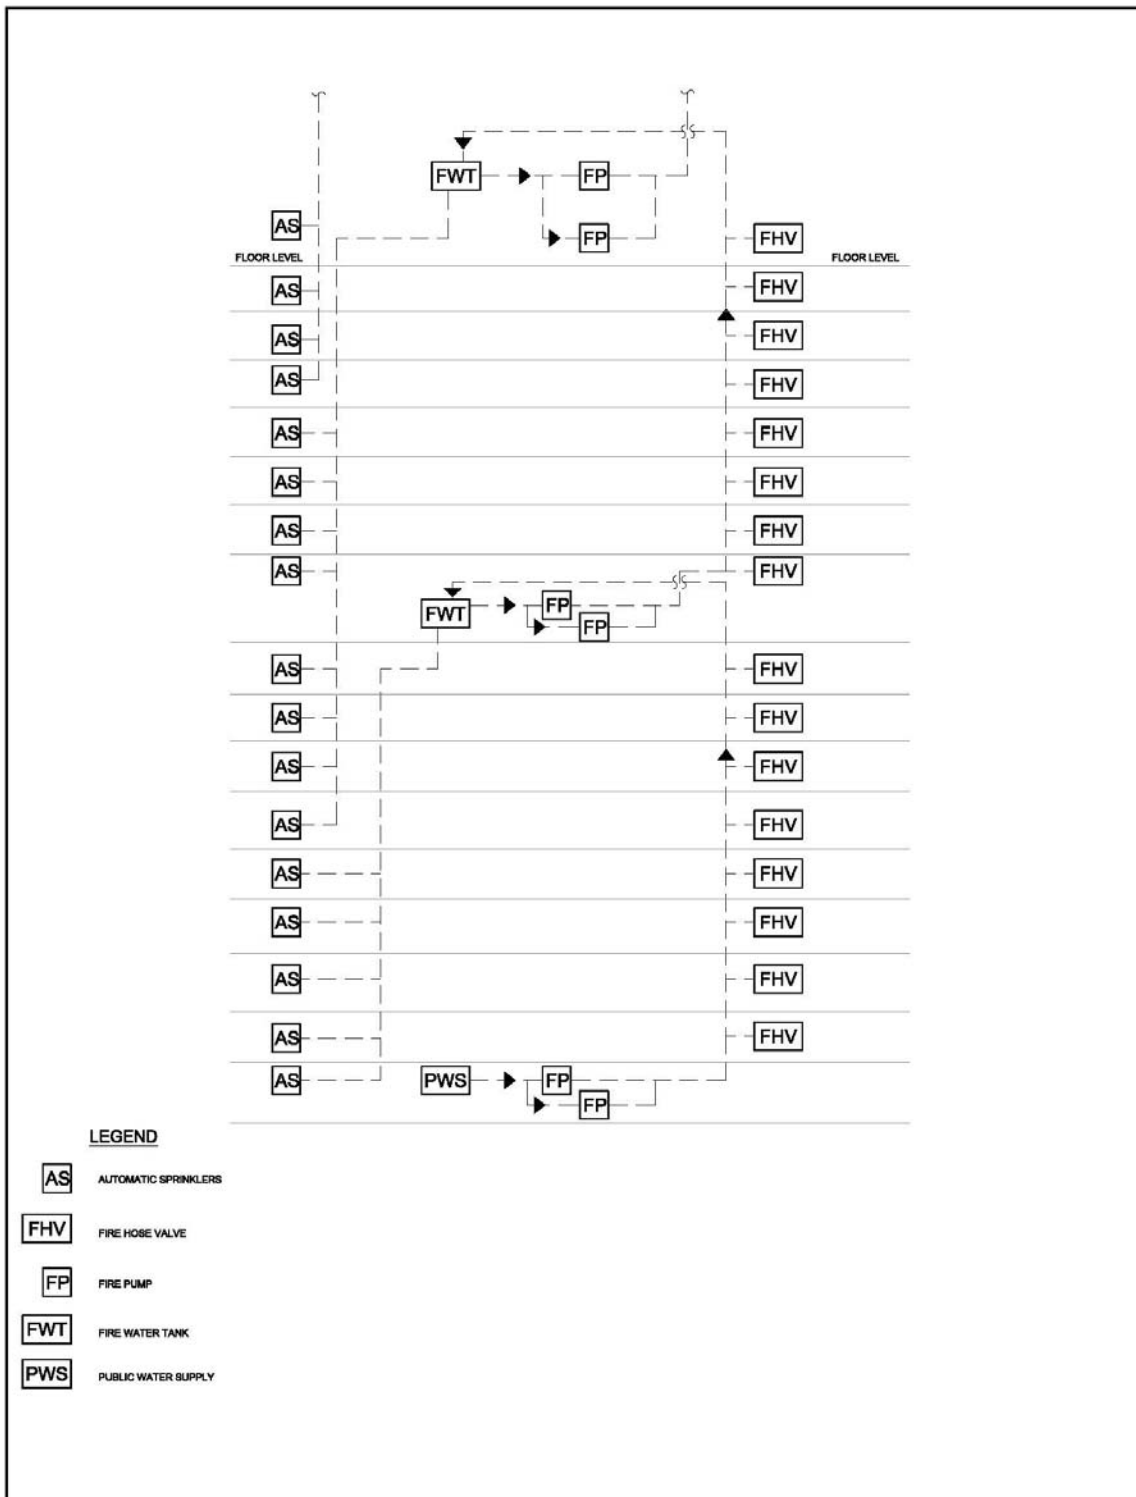 FWT FP
FP
AS FHV
FLOOR LEVEL FLOOR LEVEL
AS FHV
AS FHV
AS FHV
AS FHV
AS FHV
AS FHV
AS FHV
FWT FP
FP
AS FHV
AS FHV
AS FHV
AS FHV
AS FHV
AS FHV
AS FHV
AS FHV
AS PWS FP
FP
LEGEND
AS AUTOMATIC SPRINKLERS
FHV FIRE HOSE VALVE
FP FIRE PUMP
FWT FIRE WATER TANK
PWS PUBLIC WATER SUPPLY